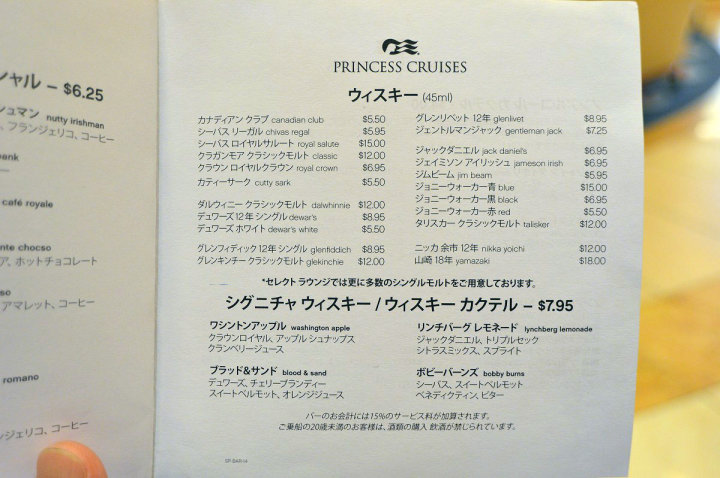 シャル – $6.25
シュマン nutty irishman
フランジェリコ、コーヒー
café royale
ア、ホットチョコレート
アマレット、コーヒー
romano
ンジェリコ、コーヒー
PRINCESS CRUISES
ウィスキー (45ml)
カナディアン クラブ canadian club $5.50
シーバス リーガル chivas regal $5.95
シーバス ロイヤルサルート royal salute $15.00
クラガンモア クラシックモルト classic $12.00
クラウン ロイヤルクラウン royal crown $6.95
カティーサーク cutty sark $5.50
ダルウィニー クラシックモルト dalwhinnie $12.00
デュワーズ 12年 シングル dewar's $8.95
デュワーズ ホワイト dewar's white $5.50
グレンフィディック 12年 シングル glenfiddich $8.95
グレンキンチー クラシックモルト glekinchie $12.00
グレンリベット 12年 glenlivet $8.95
ジェントルマンジャック gentleman jack $7.25
ジャックダニエル jack daniel's $6.95
ジェイミソン アイリッシュ jameson irish $6.95
ジムビーム jim beam $5.95
ジョニーウォーカー青 blue $15.00
ジョニーウォーカー黒 black $6.95
ジョニーウォーカー赤 red $5.50
タリスカー クラシックモルト talisker $12.00
ニッカ 余市 12年 nikka yoichi $12.00
山崎 18年 yamazaki $18.00
*セレクト ラウンジでは更に多数のシングルモルトをご用意しております。
シグニチャ ウィスキー / ウィスキー カクテル – $7.95
ワシントンアップル washington apple
クラウンロイヤル、アップル シュナップス
クランベリージュース
ブラッド&サンド blood & sand
デュワーズ、チェリーブランディー
スイートベルモット、オレンジジュース
リンチバーグ レモネード lynchberg lemonade
ジャックダニエル、トリプルセック
シトラスミックス、スプライト
ボビーバーンズ bobby burns
シーバス、スイートベルモット
ベネディクティン、ビター
バーのお会計には15%のサービス料が加算されます。
ご乗船の20歳未満のお客様は、酒類の購入 飲酒が禁じられています。
SP-BAR-14